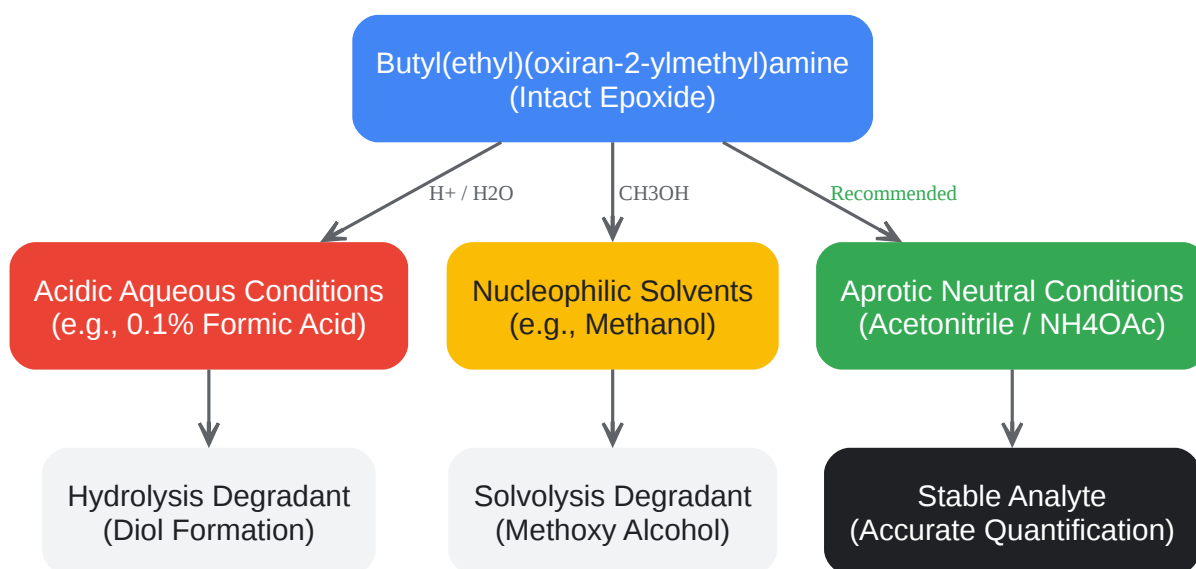 Butyl(ethyl)(oxiran-2-ylmethyl)amine
(Intact Epoxide)
H+ / H2O
CH3OH
Recommended
Acidic Aqueous Conditions
(e.g., 0.1% Formic Acid)
Nucleophilic Solvents
(e.g., Methanol)
Aprotic Neutral Conditions
(Acetonitrile / NH4OAc)
Hydrolysis Degradant
(Diol Formation)
Solvolysis Degradant
(Methoxy Alcohol)
Stable Analyte
(Accurate Quantification)